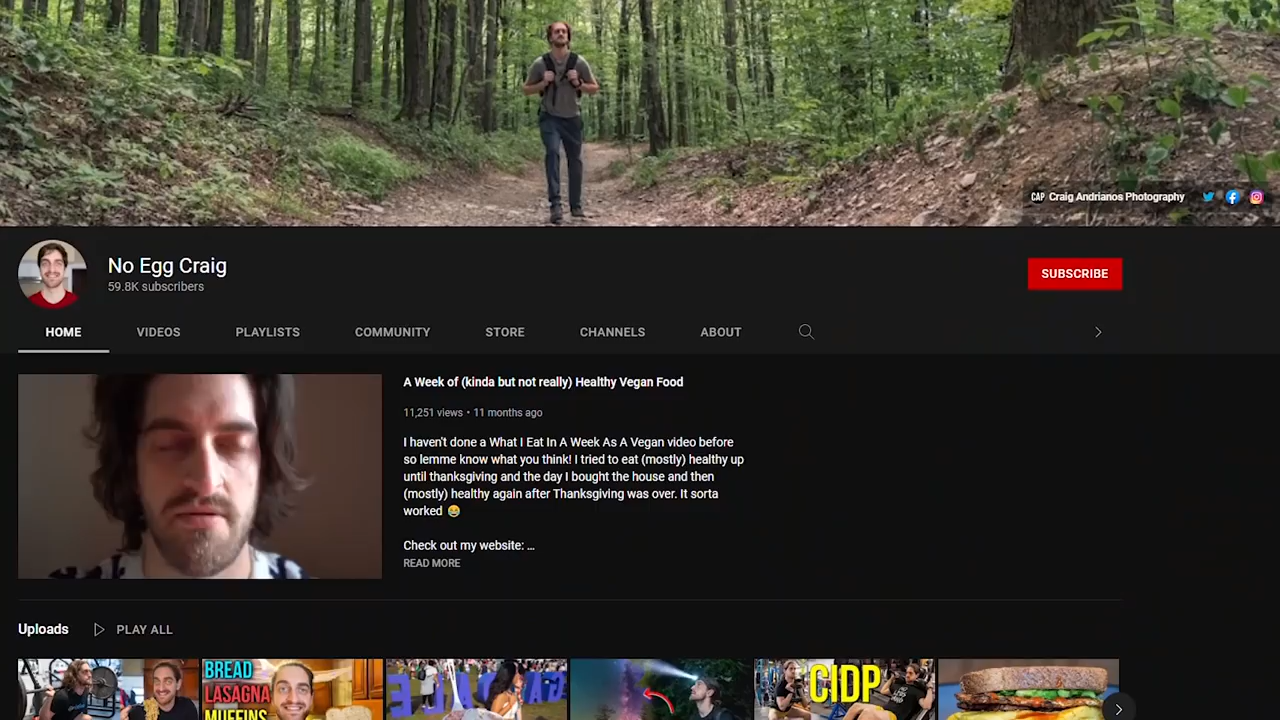 CAP Craig Andrianos Photography
No Egg Craig
59.8K subscribers
SUBSCRIBE
HOME VIDEOS PLAYLISTS COMMUNITY STORE CHANNELS ABOUT
A Week of (kinda but not really) Healthy Vegan Food
11,251 views • 11 months ago
I haven't done a What I Eat In A Week As A Vegan video before
so lemme know what you think! I tried to eat (mostly) healthy up
until thanksgiving and the day I bought the house and then
(mostly) healthy again after Thanksgiving was over. It sorta
worked 😂
Check out my website: ...
READ MORE
Uploads PLAY ALL
BREAD
LASAGNA
MUFFINS
CIDP